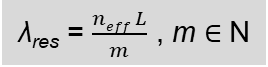 λres = neff L / m , m ∈ N